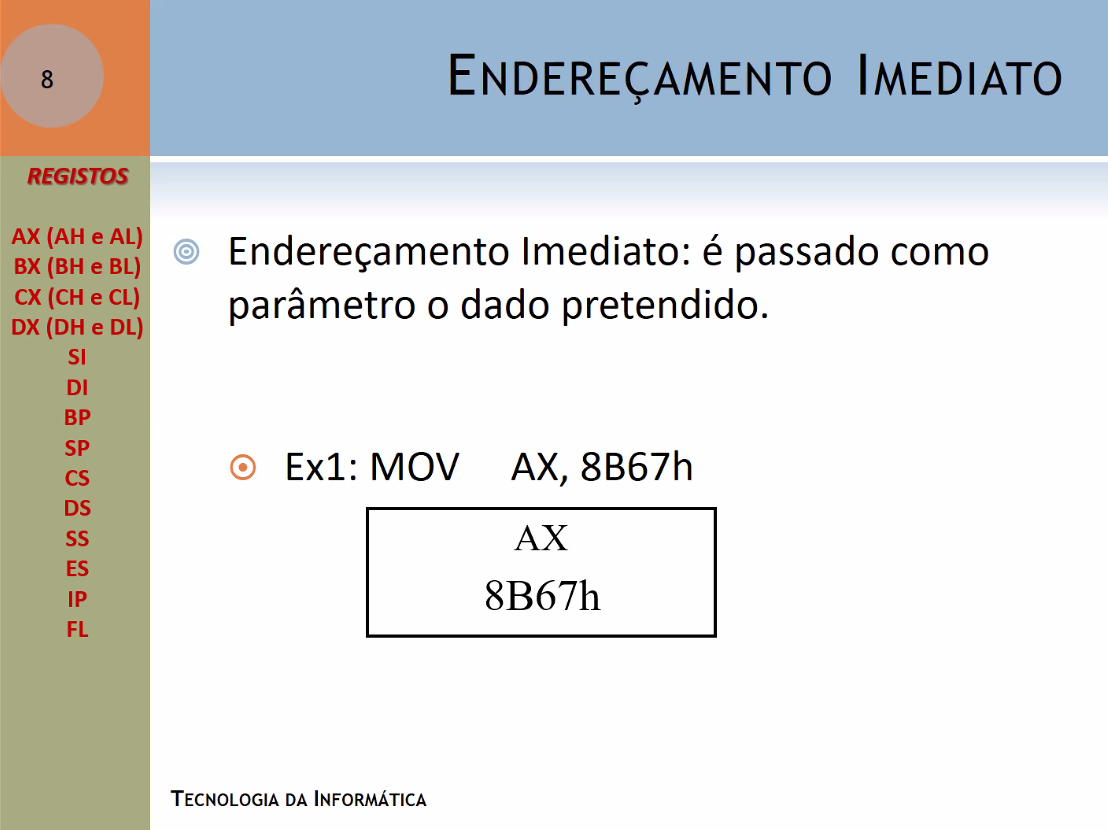 8
ENDEREÇAMENTO IMEDIATO
REGISTOS
AX (AH e AL)
BX (BH e BL)
CX (CH e CL)
DX (DH e DL)
SI
DI
BP
SP
CS
DS
SS
ES
IP
FL
Endereçamento Imediato: é passado como
parâmetro o dado pretendido.
Ex1: MOV AX, 8B67h
AX
8B67h
TECNOLOGIA DA INFORMÁTICA